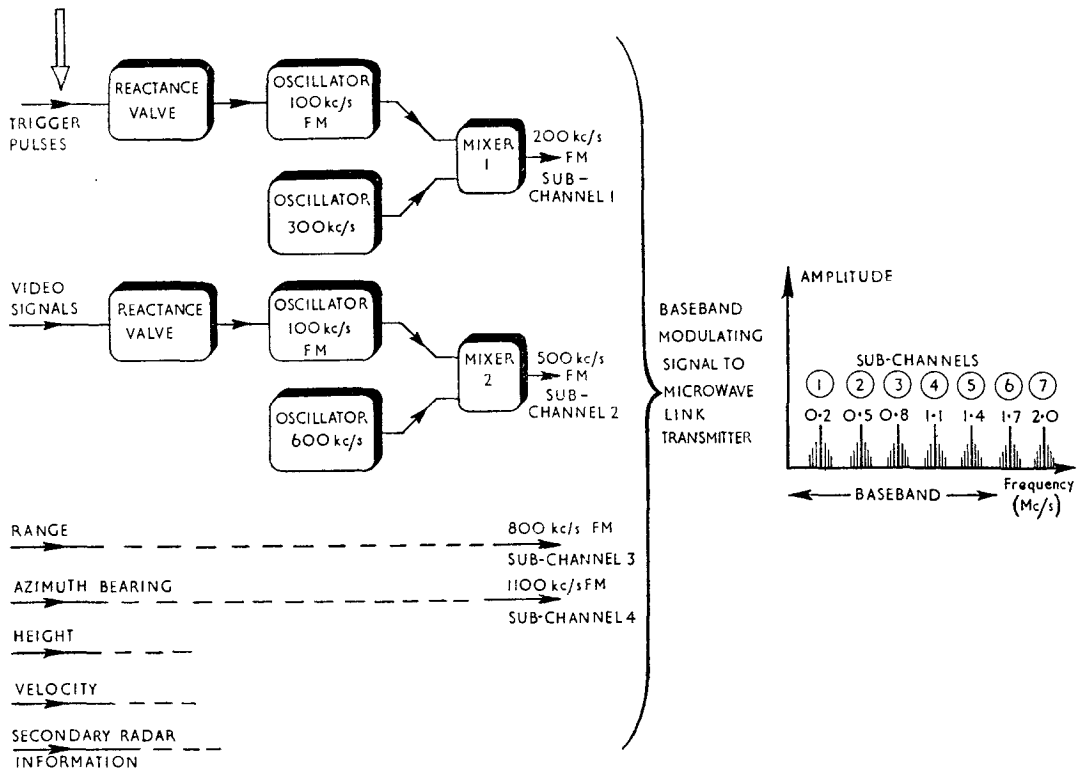 TRIGGER
PULSES
REACTANCE
VALVE
OSCILLATOR
100 kc/s
FM
OSCILLATOR
300 kc/s
MIXER
1
200 kc/s
FM
SUB-
CHANNEL 1
VIDEO
SIGNALS
REACTANCE
VALVE
OSCILLATOR
100 kc/s
FM
OSCILLATOR
600 kc/s
MIXER
2
500 kc/s
FM
SUB-
CHANNEL 2
RANGE
800 kc/s FM
SUB-CHANNEL 3
AZIMUTH BEARING
1100 kc/s FM
SUB-CHANNEL 4
HEIGHT
VELOCITY
SECONDARY RADAR
INFORMATION
BASEBAND
MODULATING
SIGNAL TO
MICROWAVE
LINK
TRANSMITTER
AMPLITUDE
SUB-CHANNELS
1 2 3 4 5 6 7
0·2 0·5 0·8 1·1 1·4 1·7 2·0
BASEBAND
Frequency
(Mc/s)